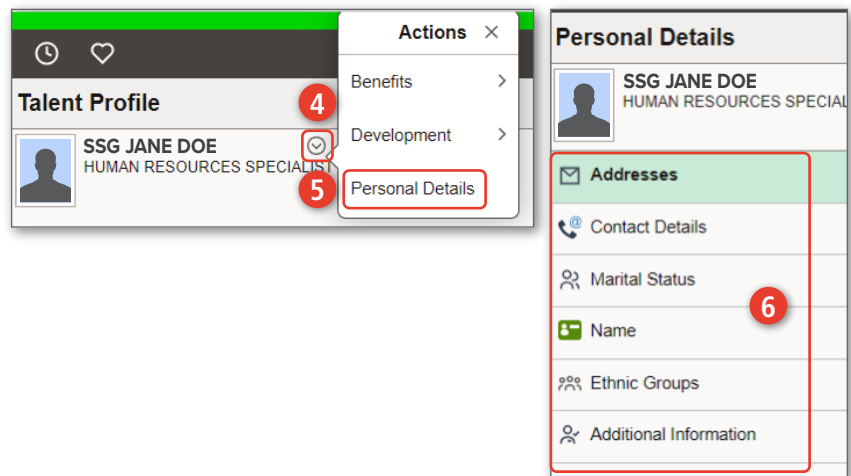 Actions ×
Talent Profile
4
Benefits
SSG JANE DOE
HUMAN RESOURCES SPECIALIST
Development
5
Personal Details
Personal Details
SSG JANE DOE
HUMAN RESOURCES SPECIAL
Addresses
Contact Details
Marital Status
6
Name
Ethnic Groups
Additional Information